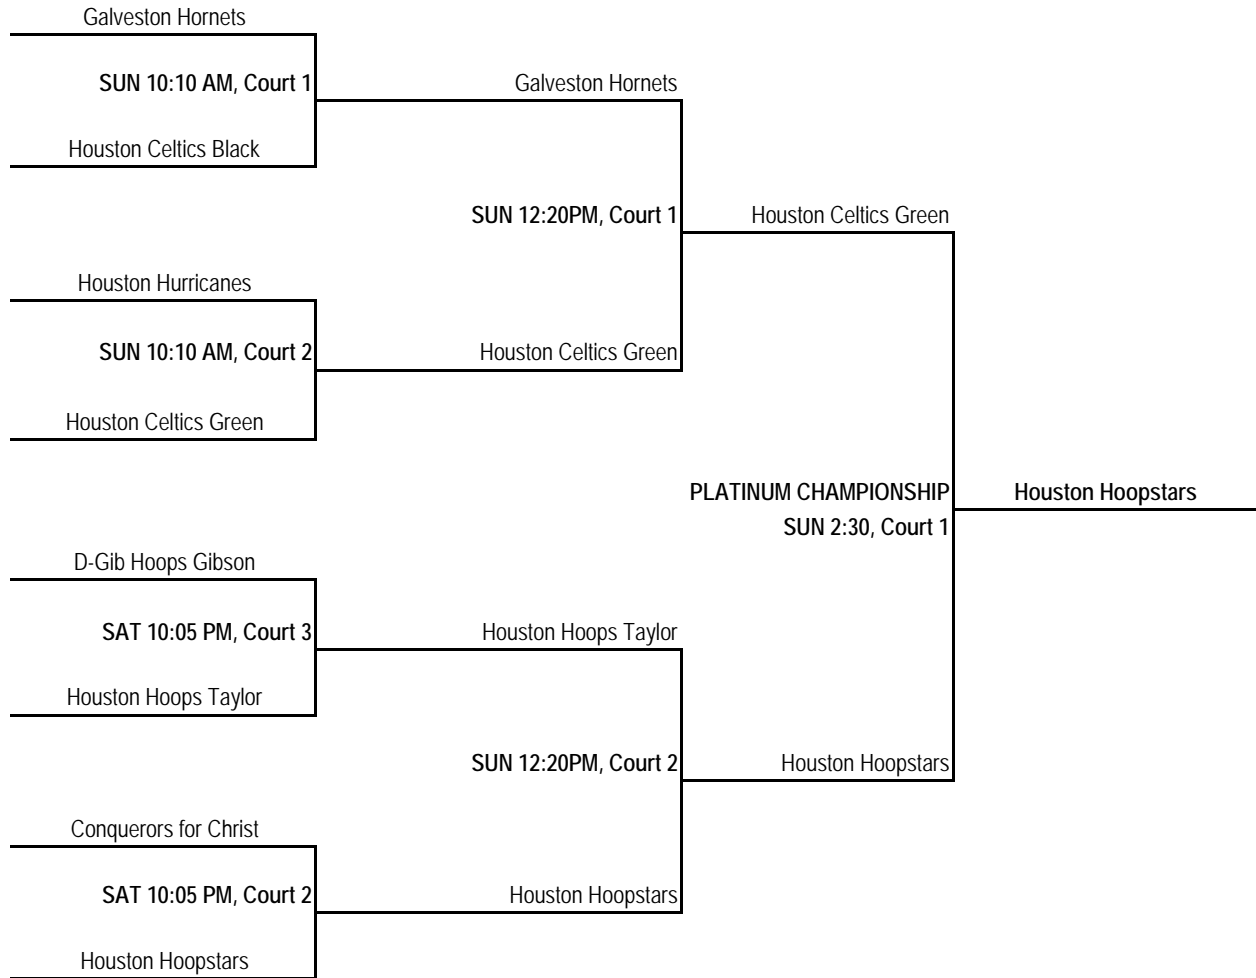 Galveston Hornets
SUN 10:10 AM, Court 1
Galveston Hornets
Houston Celtics Black
SUN 12:20PM, Court 1
Houston Celtics Green
Houston Hurricanes
SUN 10:10 AM, Court 2
Houston Celtics Green
Houston Celtics Green
PLATINUM CHAMPIONSHIP
Houston Hoopstars
SUN 2:30, Court 1
D-Gib Hoops Gibson
SAT 10:05 PM, Court 3
Houston Hoops Taylor
Houston Hoops Taylor
SUN 12:20PM, Court 2
Houston Hoopstars
Conquerors for Christ
SAT 10:05 PM, Court 2
Houston Hoopstars
Houston Hoopstars